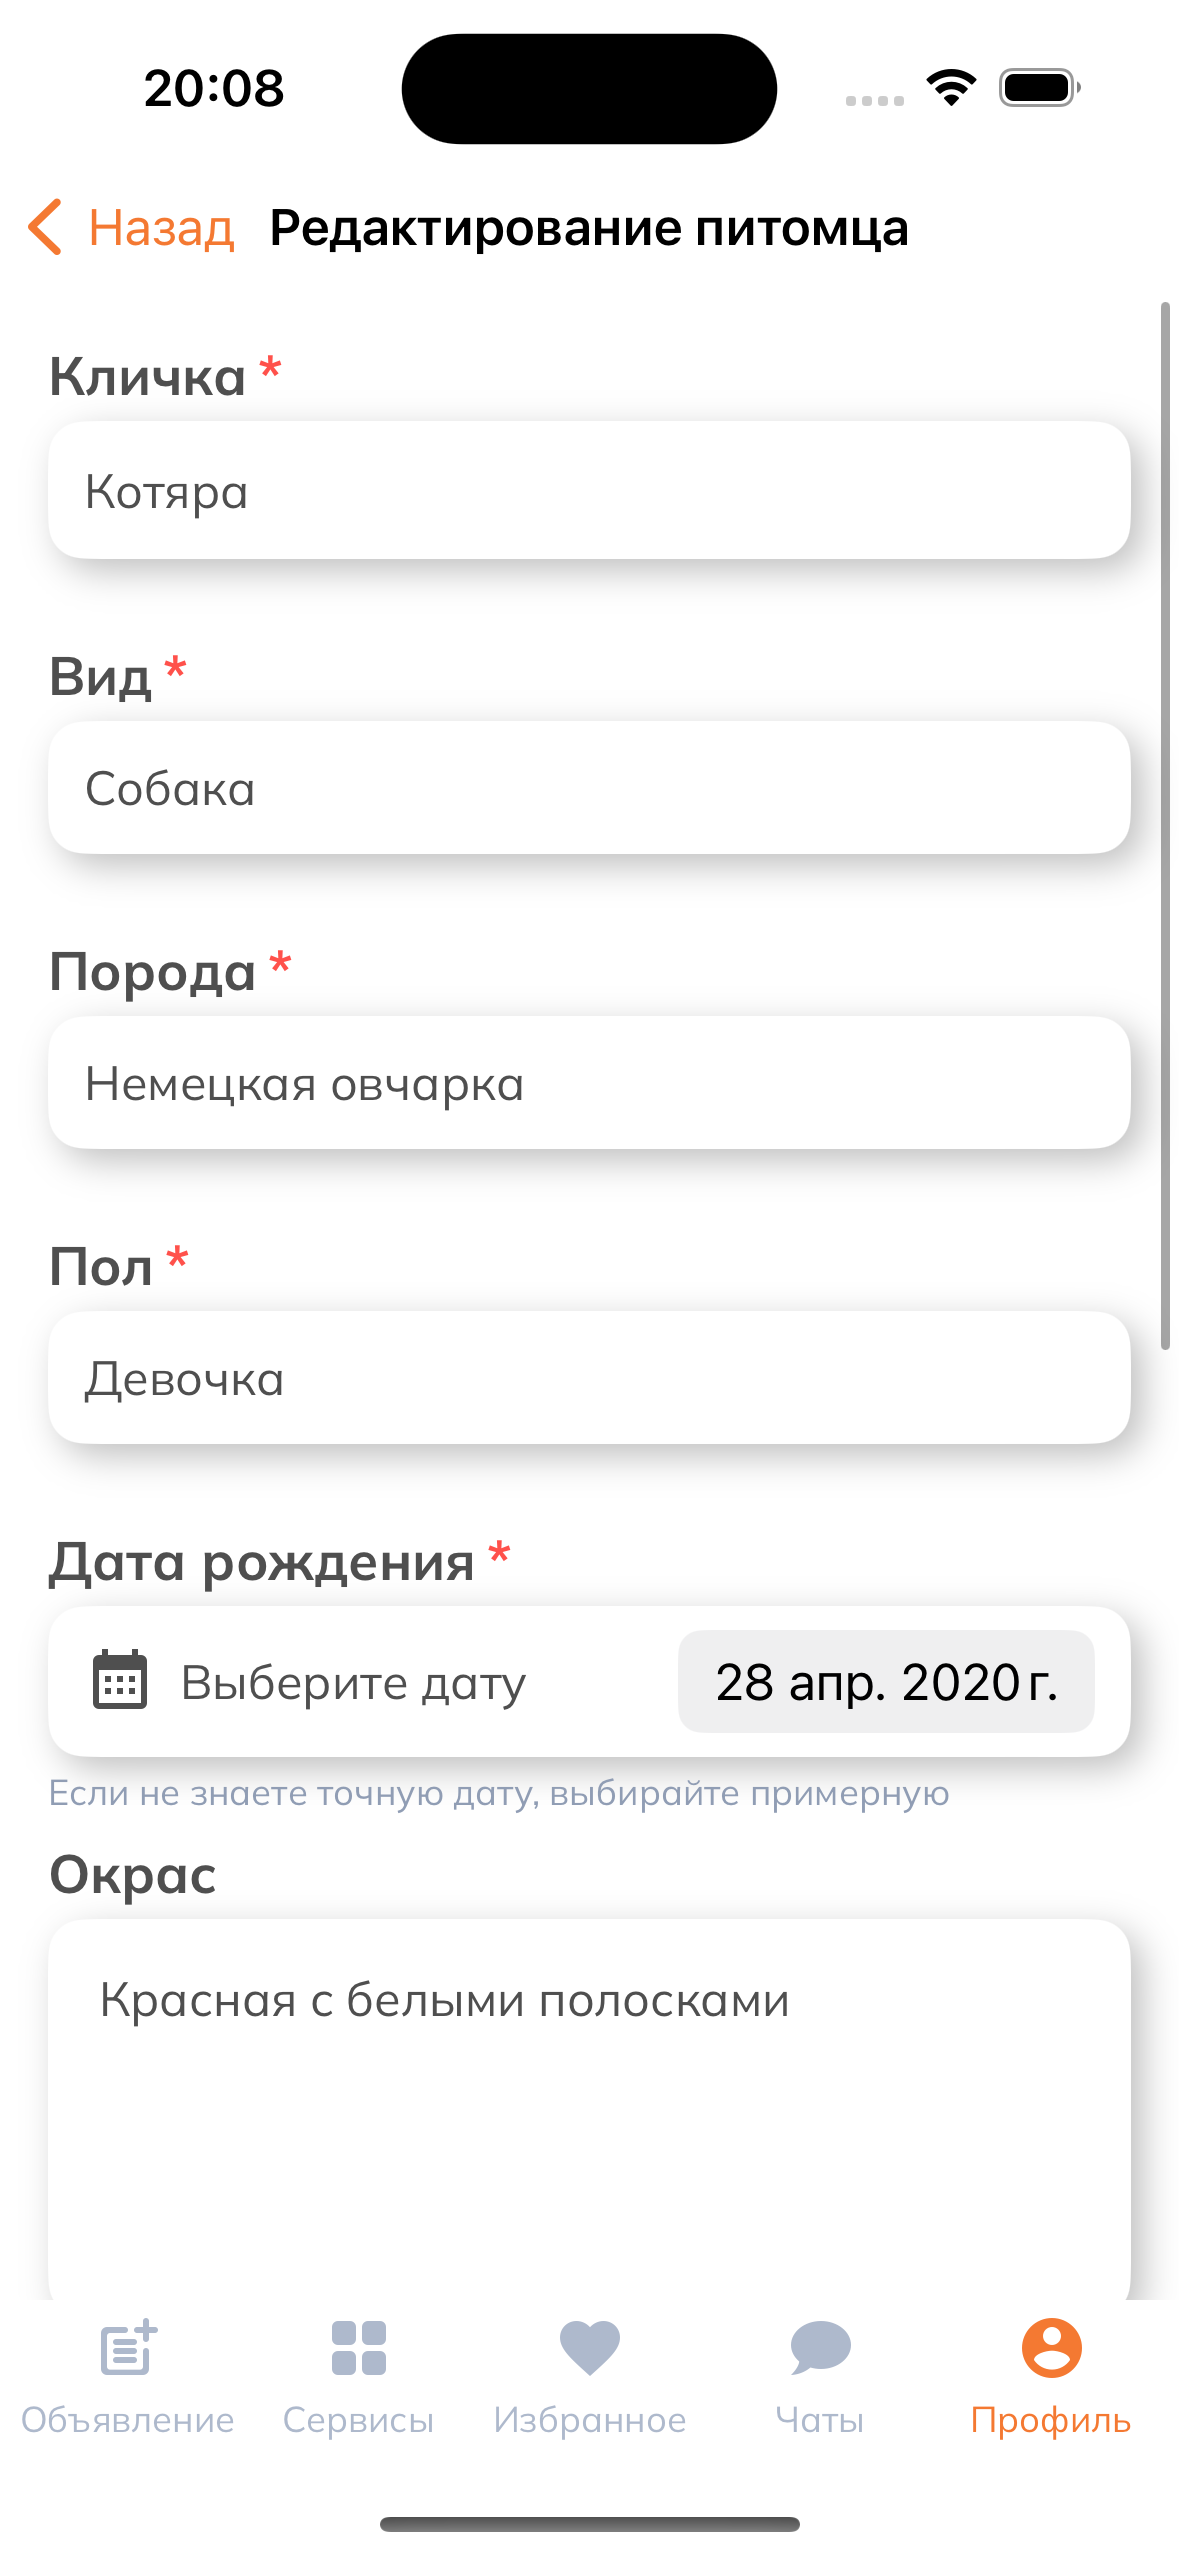 20:08
Назад Редактирование питомца
Кличка *
Котяра
Вид *
Собака
Порода *
Немецкая овчарка
Пол *
Девочка
Дата рождения *
Выберите дату 28 апр. 2020 г.
Если не знаете точную дату, выбирайте примерную
Окрас
Красная с белыми полосками
Объявление Сервисы Избранное Чаты Профиль